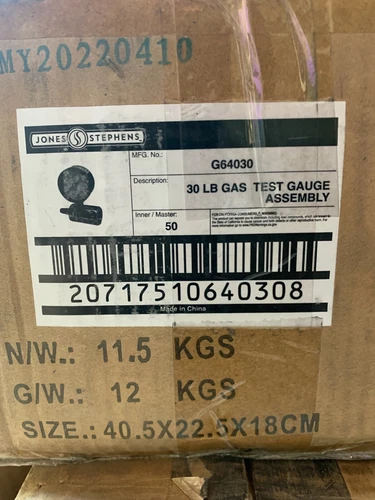 MY20220410
JONES STEPHENS
MFG. No.:
G64030
Description:
30 LB GAS TEST GAUGE
ASSEMBLY
Inner / Master:
50
20717510640308
Made in China
N/W.: 11.5 KGS
G/W.: 12 KGS
SIZE.: 40.5X22.5X18CM